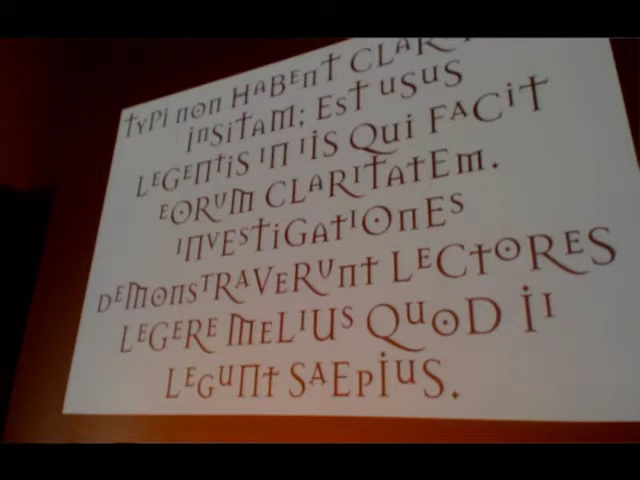 TYPI NON HABENT CLARI
INSITAM; EST USUS
LEGENTIS IN IIS QUI FACIT
EORUM CLARITATEM.
INVESTIGATIONES
DEMONSTRAVERUNT LECTORES
LEGERE MELIUS QUOD II
LEGUNT SAEPIUS.